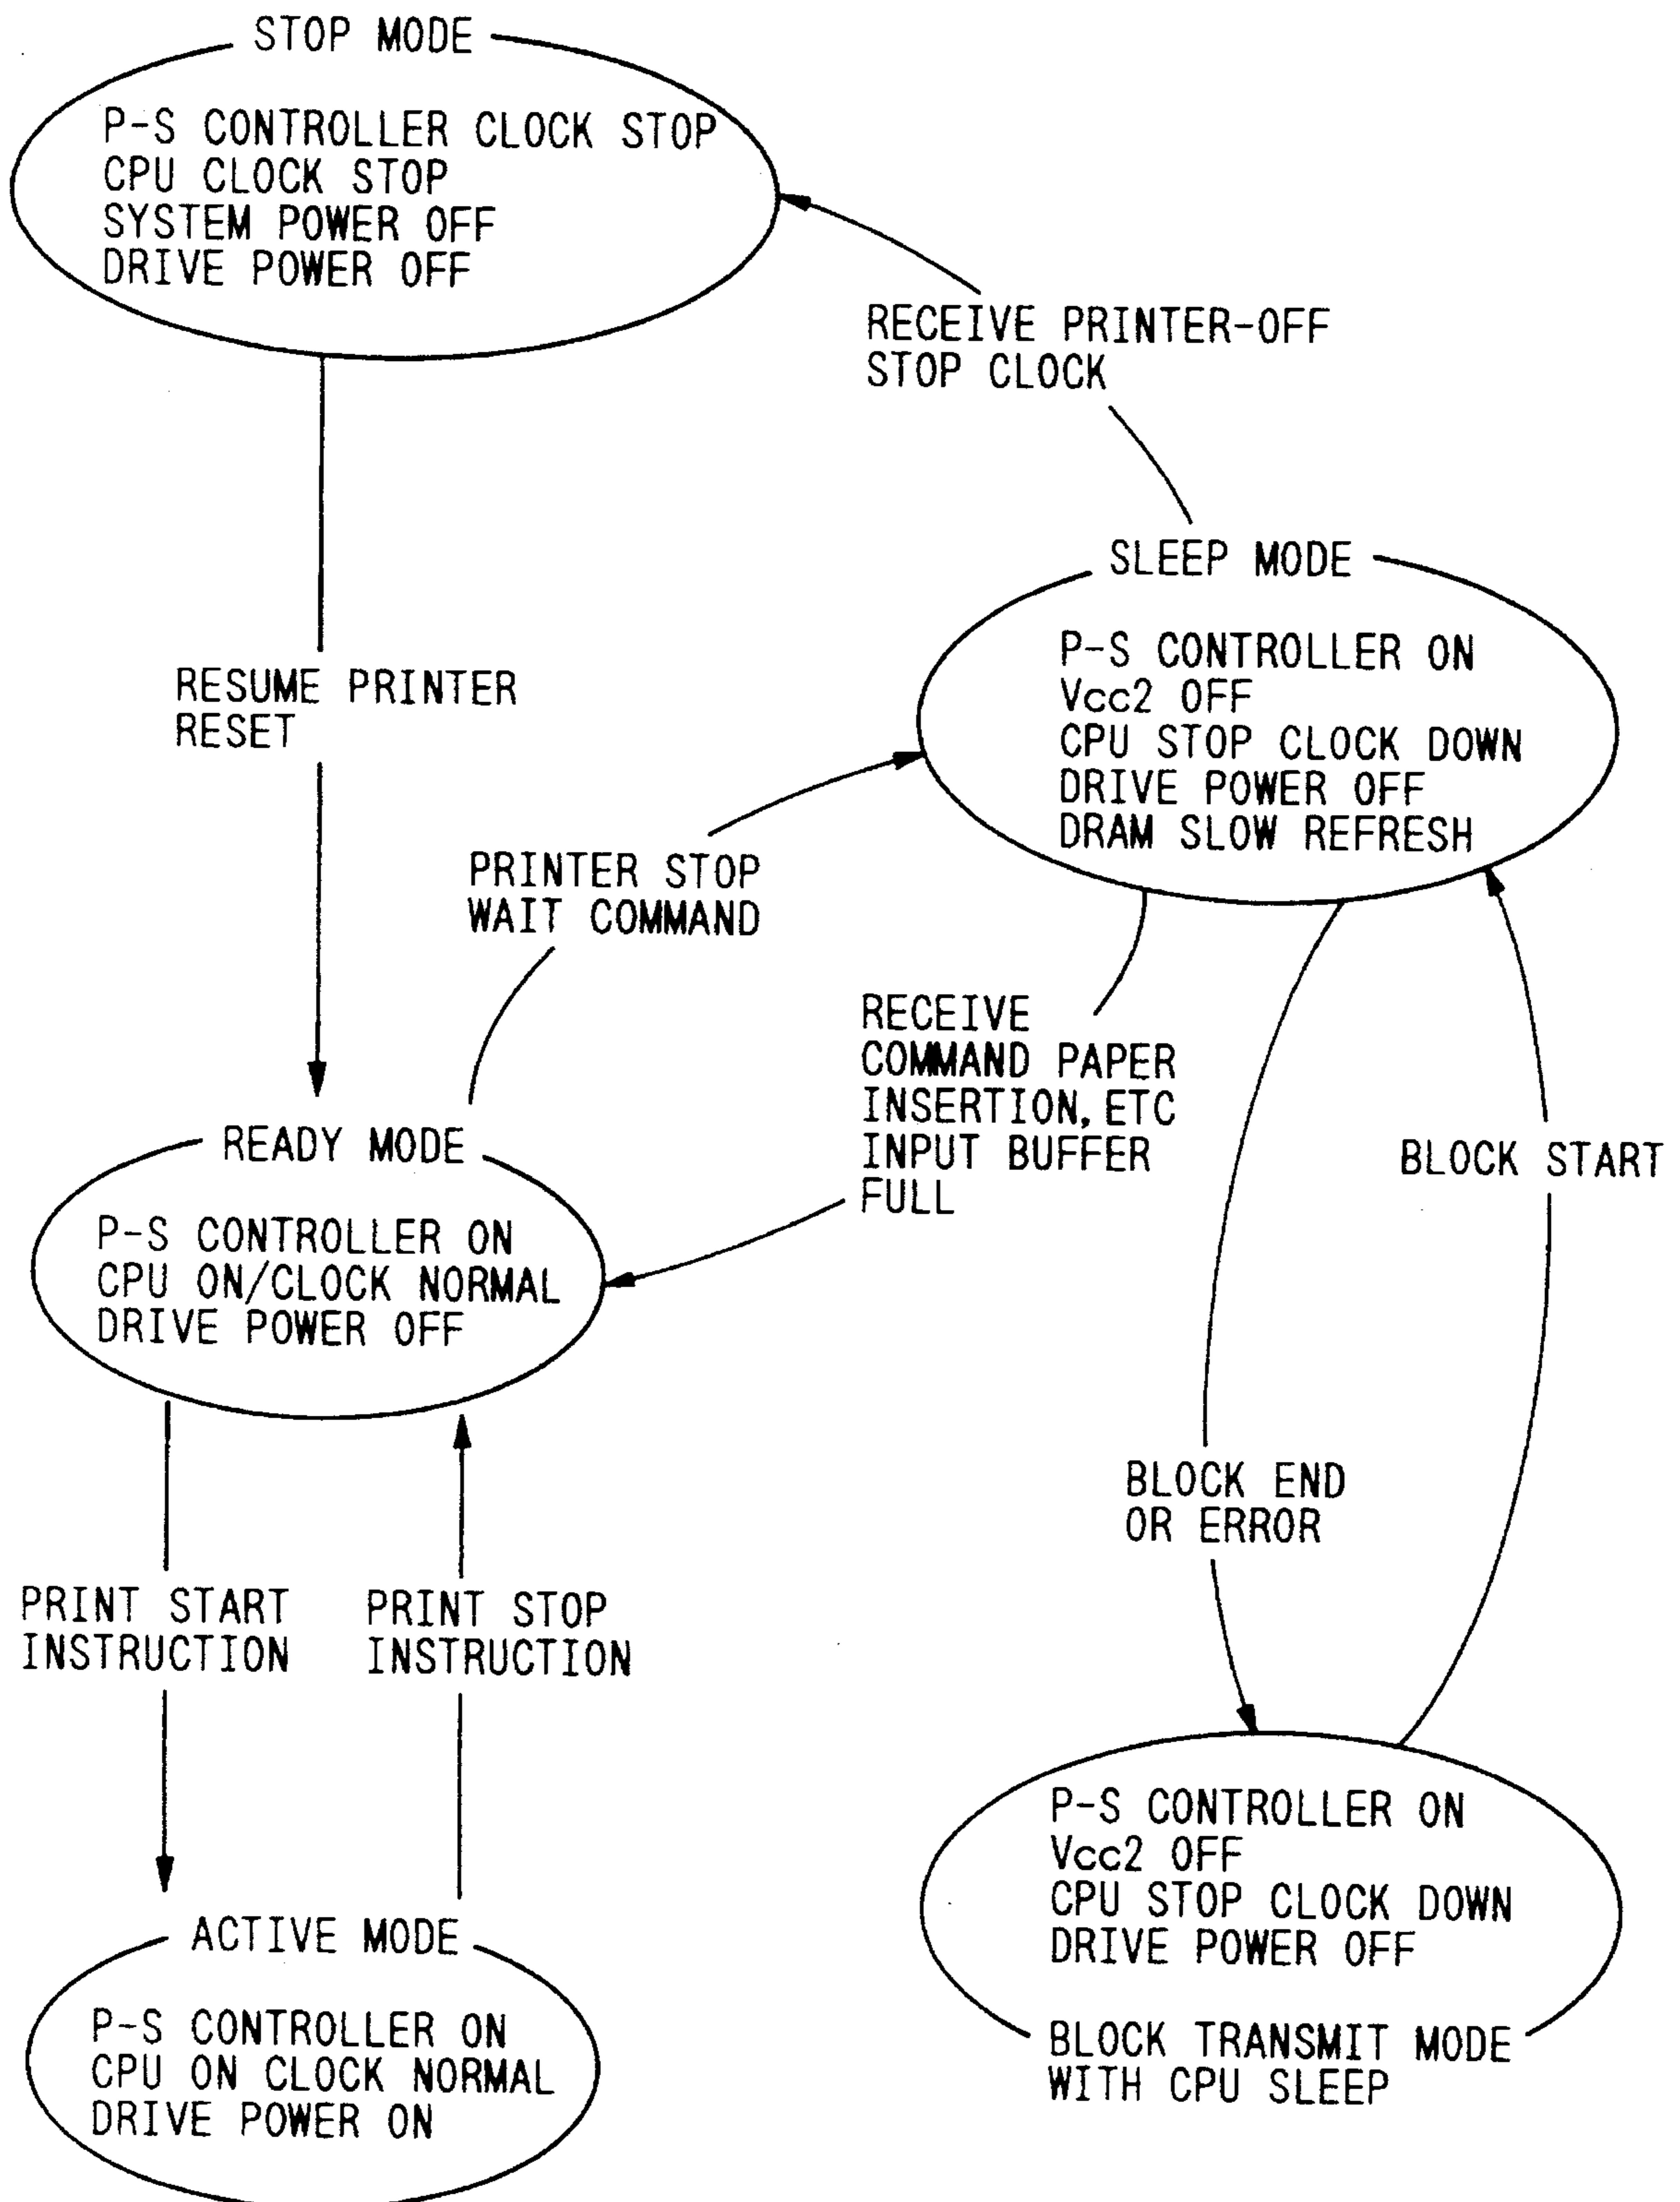 STOP MODE
P-S CONTROLLER CLOCK STOP
CPU CLOCK STOP
SYSTEM POWER OFF
DRIVE POWER OFF
RECEIVE PRINTER-OFF
STOP CLOCK
SLEEP MODE
P-S CONTROLLER ON
Vcc2 OFF
CPU STOP CLOCK DOWN
DRIVE POWER OFF
DRAM SLOW REFRESH
RESUME PRINTER
RESET
PRINTER STOP
WAIT COMMAND
RECEIVE
COMMAND PAPER
INSERTION, ETC
INPUT BUFFER
FULL
BLOCK START
READY MODE
P-S CONTROLLER ON
CPU ON/CLOCK NORMAL
DRIVE POWER OFF
BLOCK END
OR ERROR
PRINT START
INSTRUCTION
PRINT STOP
INSTRUCTION
P-S CONTROLLER ON
Vcc2 OFF
CPU STOP CLOCK DOWN
DRIVE POWER OFF
BLOCK TRANSMIT MODE
WITH CPU SLEEP
ACTIVE MODE
P-S CONTROLLER ON
CPU ON CLOCK NORMAL
DRIVE POWER ON